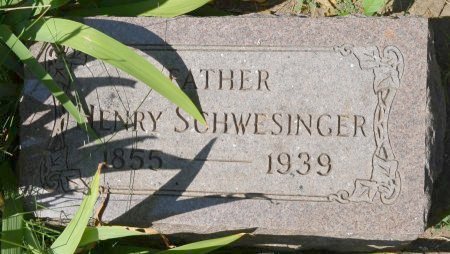 FATHER
HENRY SCHWESINGER
1855 — 1939